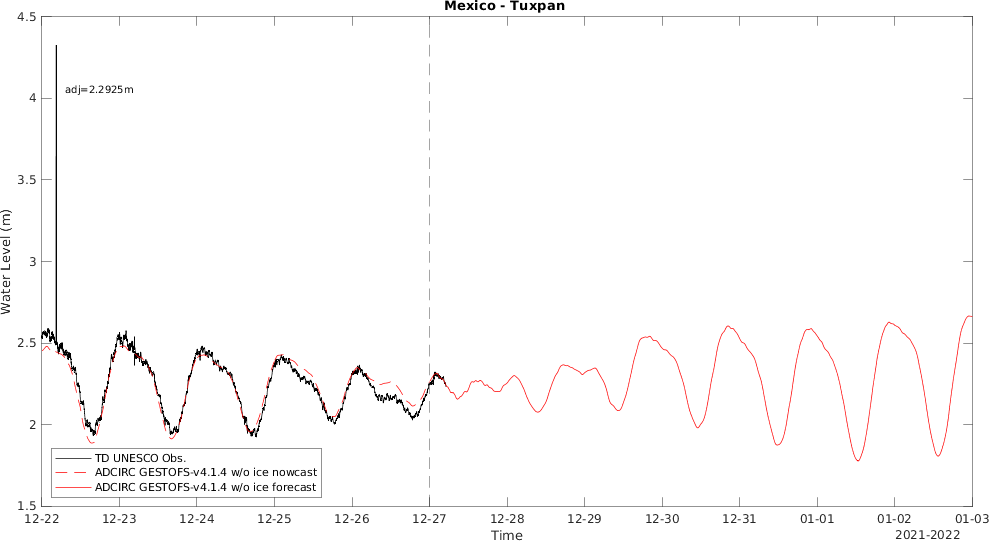 Mexico - Tuxpan
4.5
4
3.5
3
2.5
2
1.5
Water Level (m)
adj=2.2925m
TD UNESCO Obs.
ADCIRC GESTOFS-v4.1.4 w/o ice nowcast
ADCIRC GESTOFS-v4.1.4 w/o ice forecast
12-22 12-23 12-24 12-25 12-26 12-27 12-28 12-29 12-30 12-31 01-01 01-02 01-03
Time
2021-2022